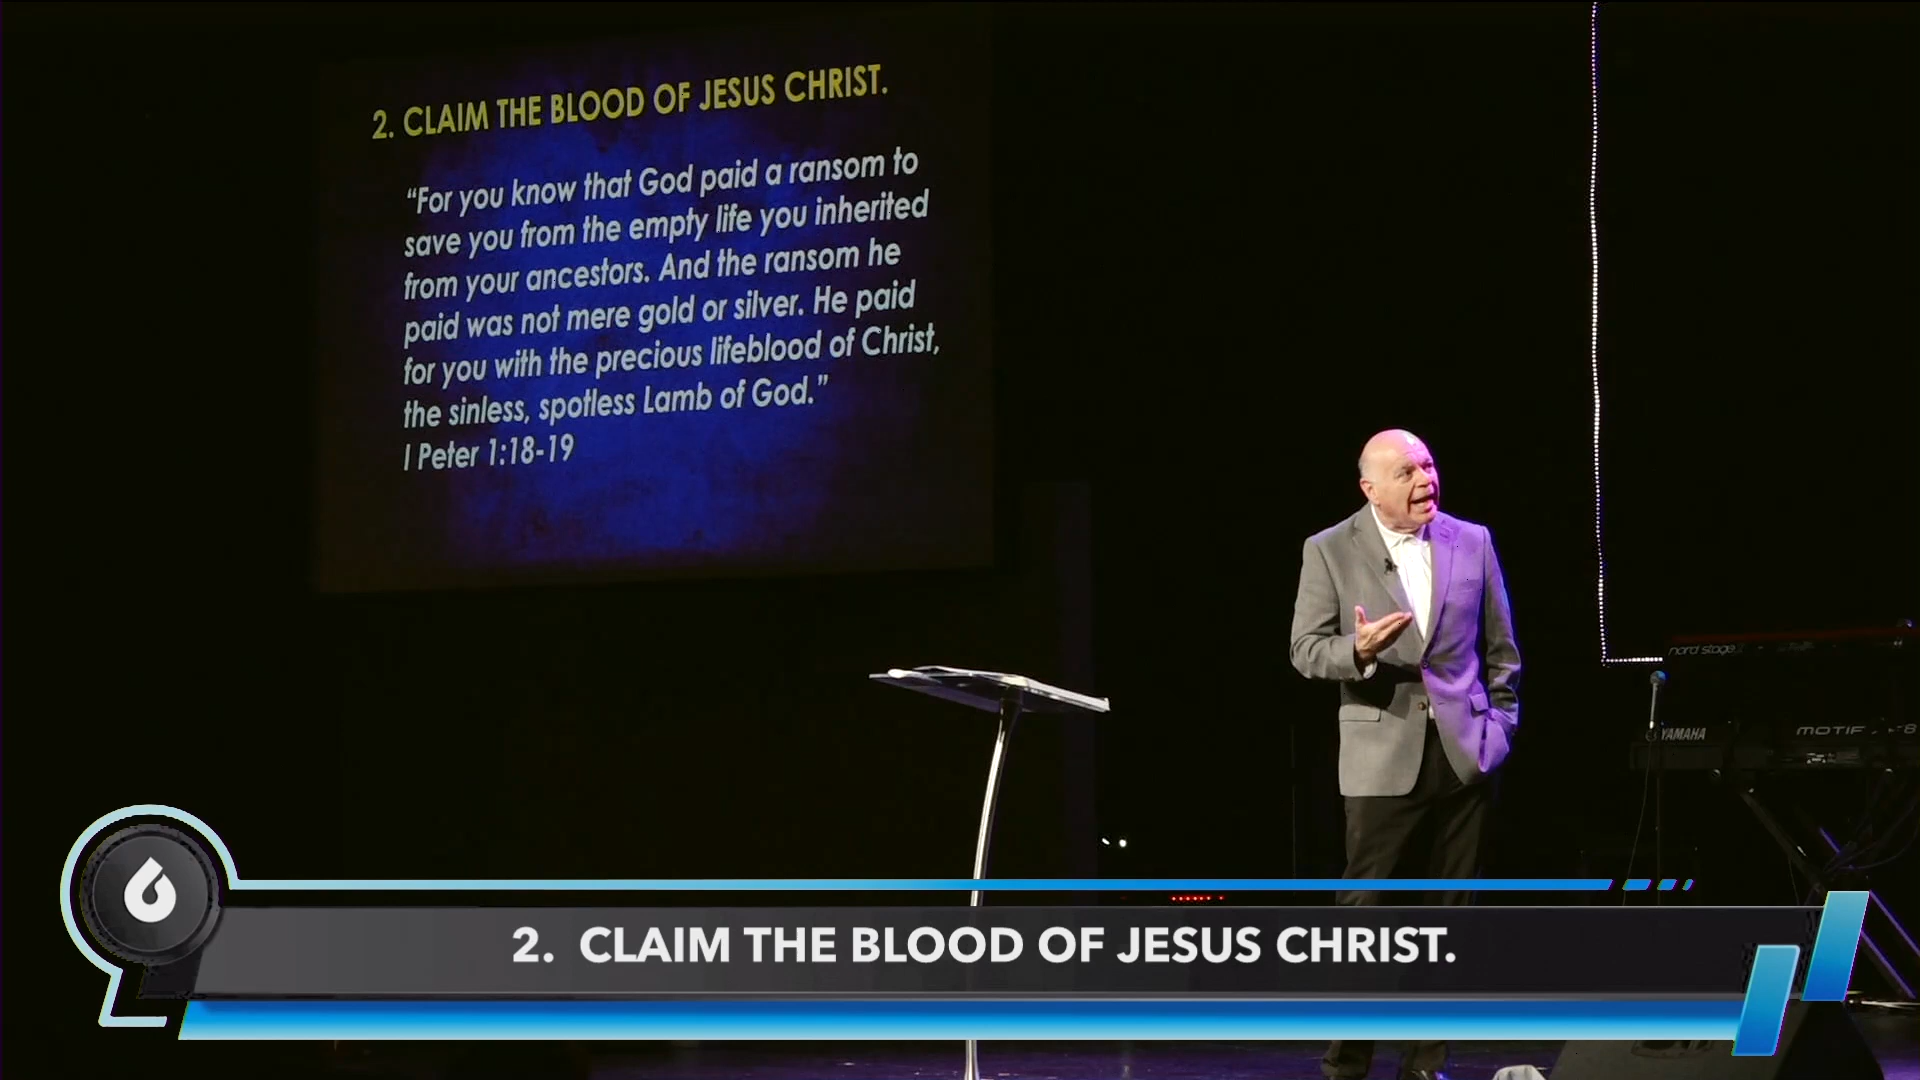 2. CLAIM THE BLOOD OF JESUS CHRIST.
“For you know that God paid a ransom to
save you from the empty life you inherited
from your ancestors. And the ransom he
paid was not mere gold or silver. He paid
for you with the precious lifeblood of Christ,
the sinless, spotless Lamb of God.”
I Peter 1:18-19
nord stage
YAMAHA
MOTIF
2. CLAIM THE BLOOD OF JESUS CHRIST.